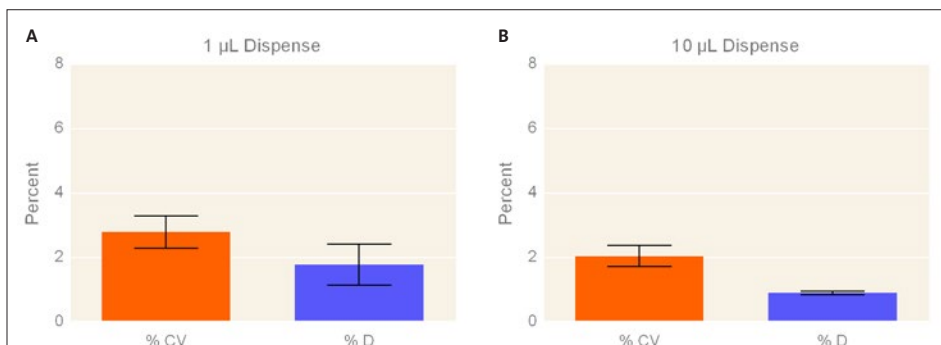 A
1 µL Dispense
8
6
4
2
0
Percent
% CV
% D
B
10 µL Dispense
8
6
4
2
0
Percent
% CV
% D